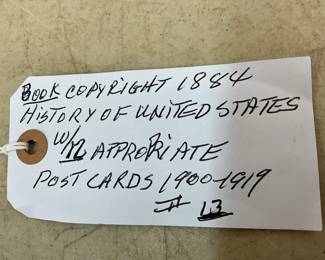 BOOK COPYRIGHT 1884
HISTORY OF UNITED STATES
W/12 APPROPRIATE
POST CARDS 1900-1919
# 13